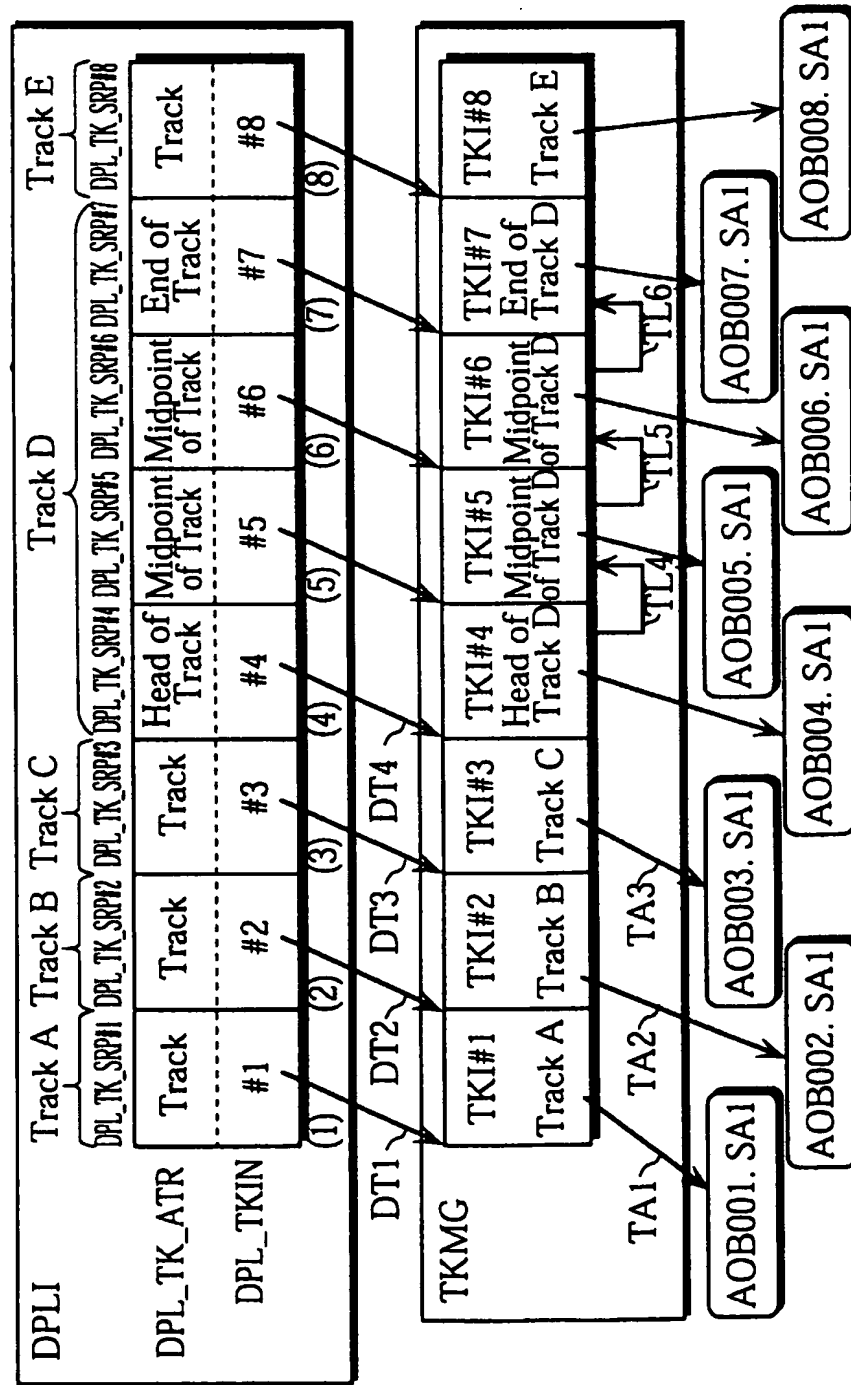 DPLI
Track A Track B Track C Track D Track E
DPL_TK_SRP#1 DPL_TK_SRP#2 DPL_TK_SRP#3 DPL_TK_SRP#4 DPL_TK_SRP#5 DPL_TK_SRP#6 DPL_TK_SRP#7 DPL_TK_SRP#8
DPL_TK_ATR
Track
Track
Track
Head of
Track
Midpoint
of Track
Midpoint
of Track
End of
Track
Track
DPL_TKIN
#1 #2 #3 #4 #5 #6 #7 #8
(1) (2) (3) (4) (5) (6) (7) (8)
DT1 DT2 DT3 DT4
TKMG
TKI#1
Track A
TKI#2
Track B
TKI#3
Track C
TKI#4
Head of
Track D
TKI#5
Midpoint
of Track D
TKI#6
Midpoint
of Track D
TKI#7
End of
Track D
TKI#8
Track E
TL4 TL5 TL6
TA1 TA2 TA3
AOB001. SA1
AOB002. SA1
AOB003. SA1
AOB004. SA1
AOB005. SA1
AOB006. SA1
AOB007. SA1
AOB008. SA1